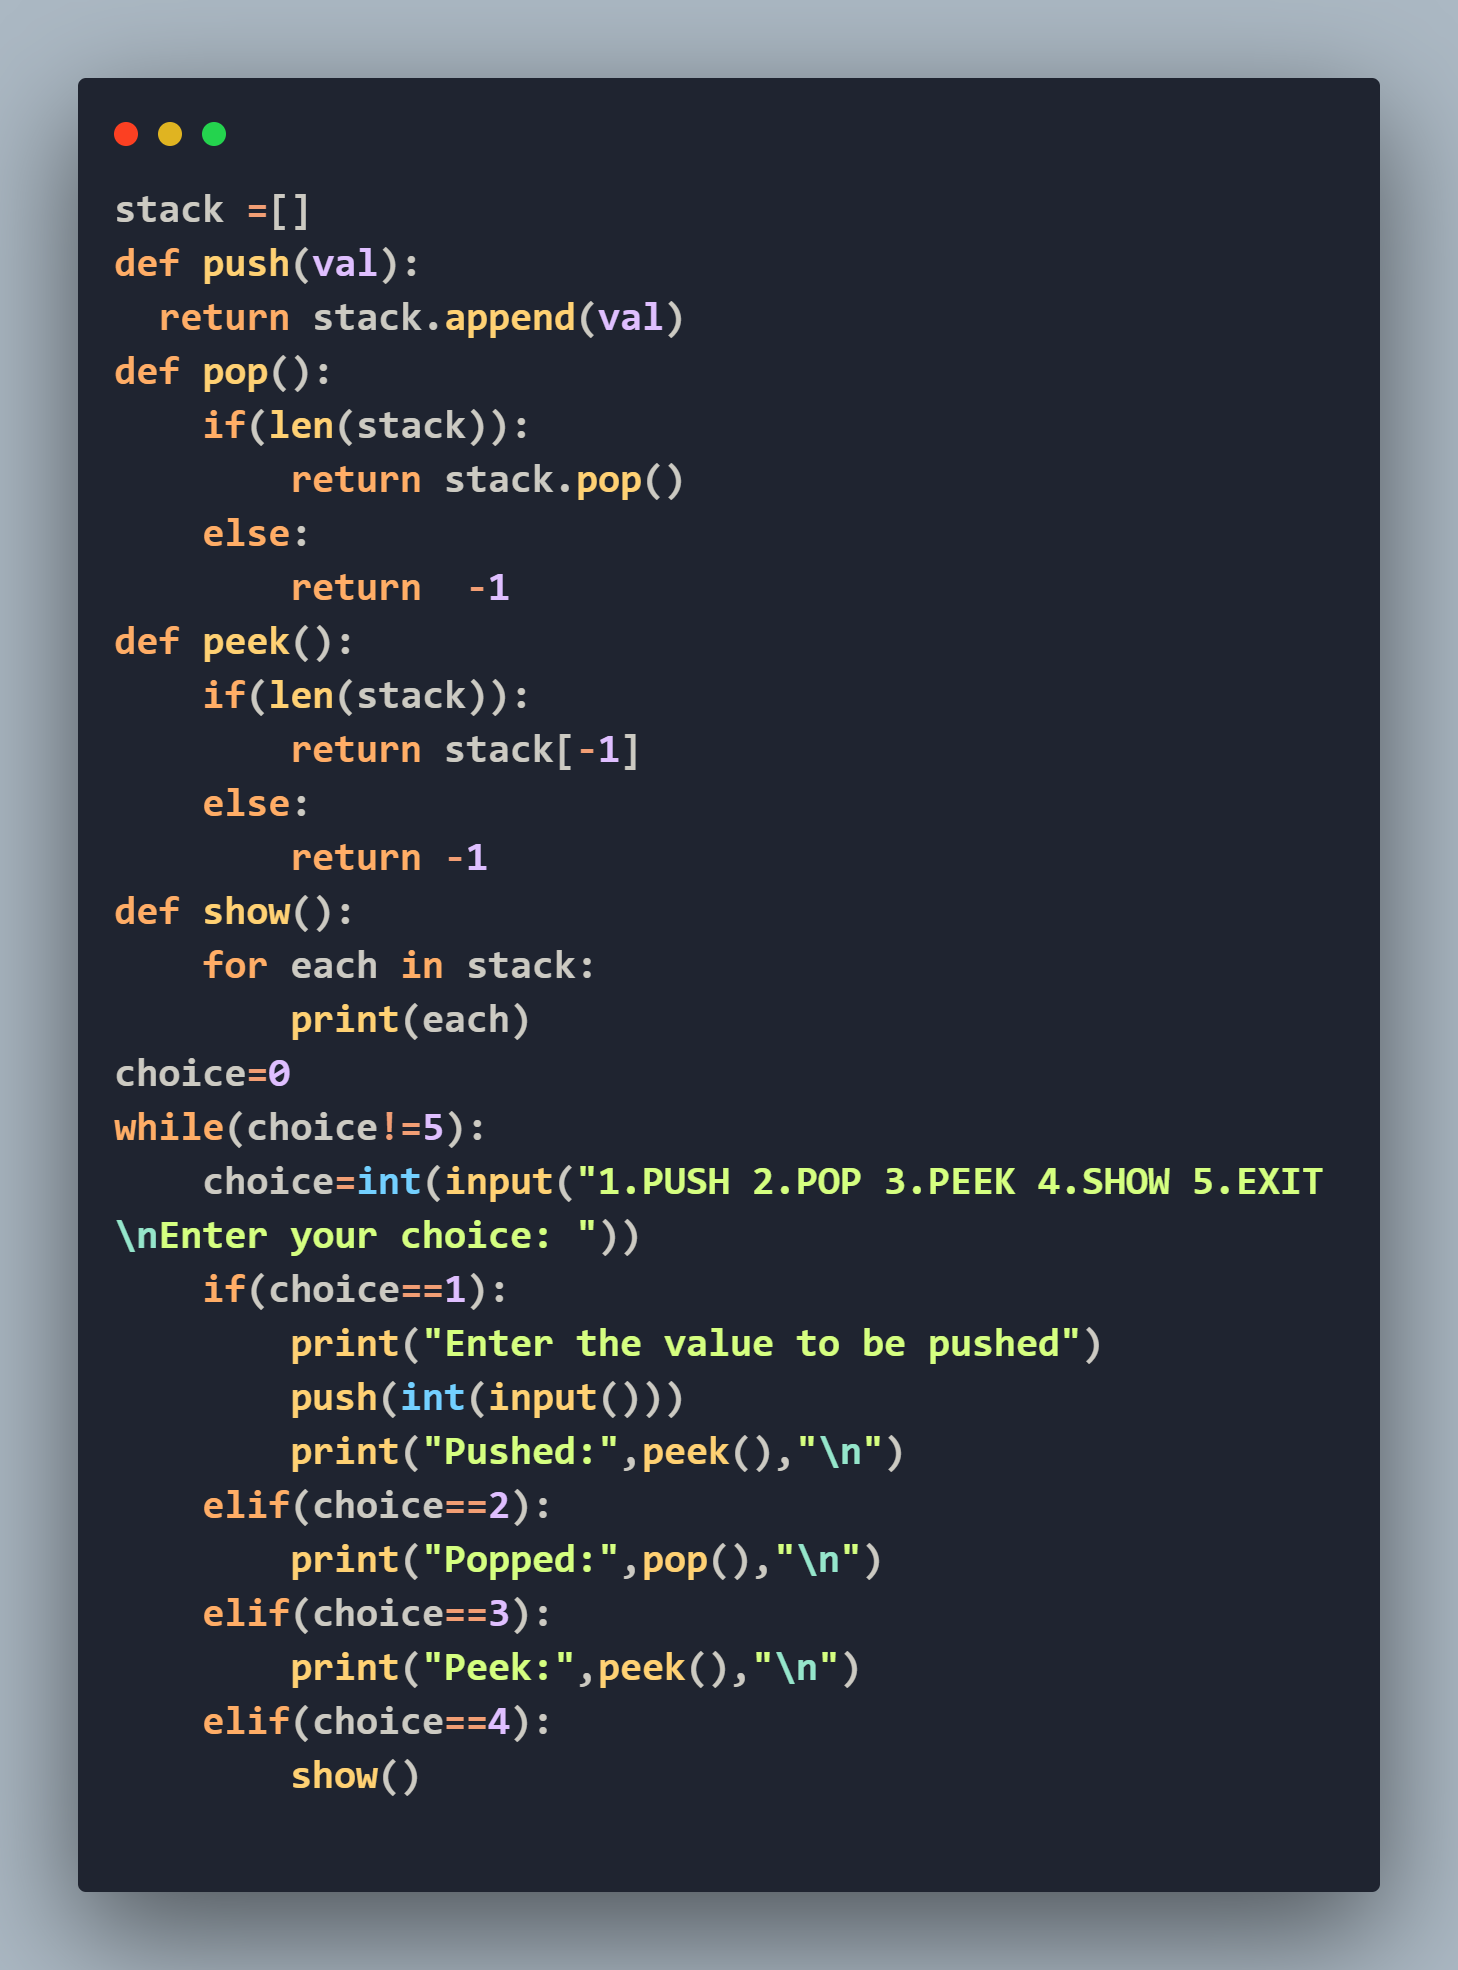 stack =[]
def push(val):
  return stack.append(val)
def pop():
    if(len(stack)):
        return stack.pop()
    else:
        return  -1
def peek():
    if(len(stack)):
        return stack[-1]
    else:
        return -1
def show():
    for each in stack:
        print(each)
choice=0
while(choice!=5):
    choice=int(input("1.PUSH 2.POP 3.PEEK 4.SHOW 5.EXIT
\nEnter your choice: "))
    if(choice==1):
        print("Enter the value to be pushed")
        push(int(input()))
        print("Pushed:",peek(),"\n")
    elif(choice==2):
        print("Popped:",pop(),"\n")
    elif(choice==3):
        print("Peek:",peek(),"\n")
    elif(choice==4):
        show()